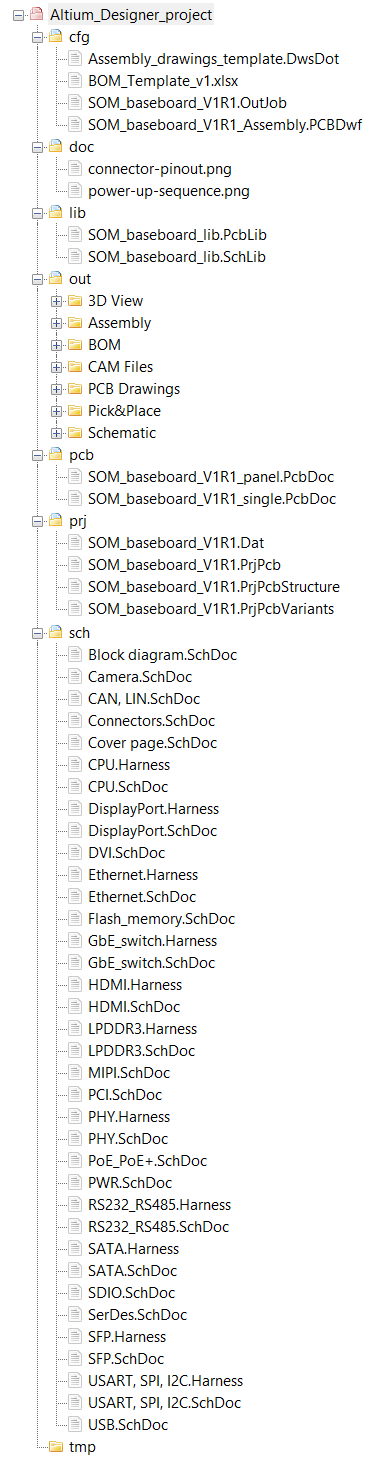 Altium_Designer_project
cfg
Assembly_drawings_template.DwsDot
BOM_Template_v1.xlsx
SOM_baseboard_V1R1.OutJob
SOM_baseboard_V1R1_Assembly.PCBDwf
doc
connector-pinout.png
power-up-sequence.png
lib
SOM_baseboard_lib.PcbLib
SOM_baseboard_lib.SchLib
out
3D View
Assembly
BOM
CAM Files
PCB Drawings
Pick&Place
Schematic
pcb
SOM_baseboard_V1R1_panel.PcbDoc
SOM_baseboard_V1R1_single.PcbDoc
prj
SOM_baseboard_V1R1.Dat
SOM_baseboard_V1R1.PrjPcb
SOM_baseboard_V1R1.PrjPcbStructure
SOM_baseboard_V1R1.PrjPcbVariants
sch
Block diagram.SchDoc
Camera.SchDoc
CAN, LIN.SchDoc
Connectors.SchDoc
Cover page.SchDoc
CPU.Harness
CPU.SchDoc
DisplayPort.Harness
DisplayPort.SchDoc
DVI.SchDoc
Ethernet.Harness
Ethernet.SchDoc
Flash_memory.SchDoc
GbE_switch.Harness
GbE_switch.SchDoc
HDMI.Harness
HDMI.SchDoc
LPDDR3.Harness
LPDDR3.SchDoc
MIPI.SchDoc
PCI.SchDoc
PHY.Harness
PHY.SchDoc
PoE_PoE+.SchDoc
PWR.SchDoc
RS232_RS485.Harness
RS232_RS485.SchDoc
SATA.Harness
SATA.SchDoc
SDIO.SchDoc
SerDes.SchDoc
SFP.Harness
SFP.SchDoc
USART, SPI, I2C.Harness
USART, SPI, I2C.SchDoc
USB.SchDoc
tmp